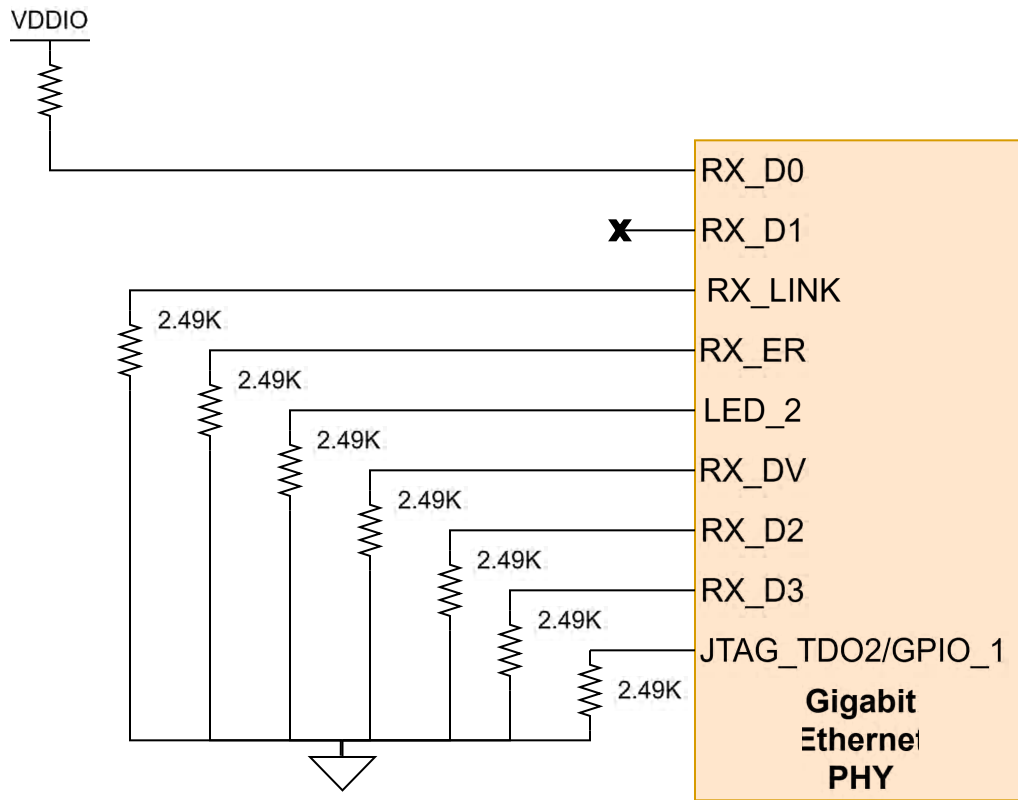 VDDIO
RX_D0
RX_D1
RX_LINK
2.49K
RX_ER
2.49K
LED_2
2.49K
RX_DV
2.49K
RX_D2
2.49K
RX_D3
2.49K
JTAG_TDO2/GPIO_1
2.49K
Gigabit
Ethernet
PHY